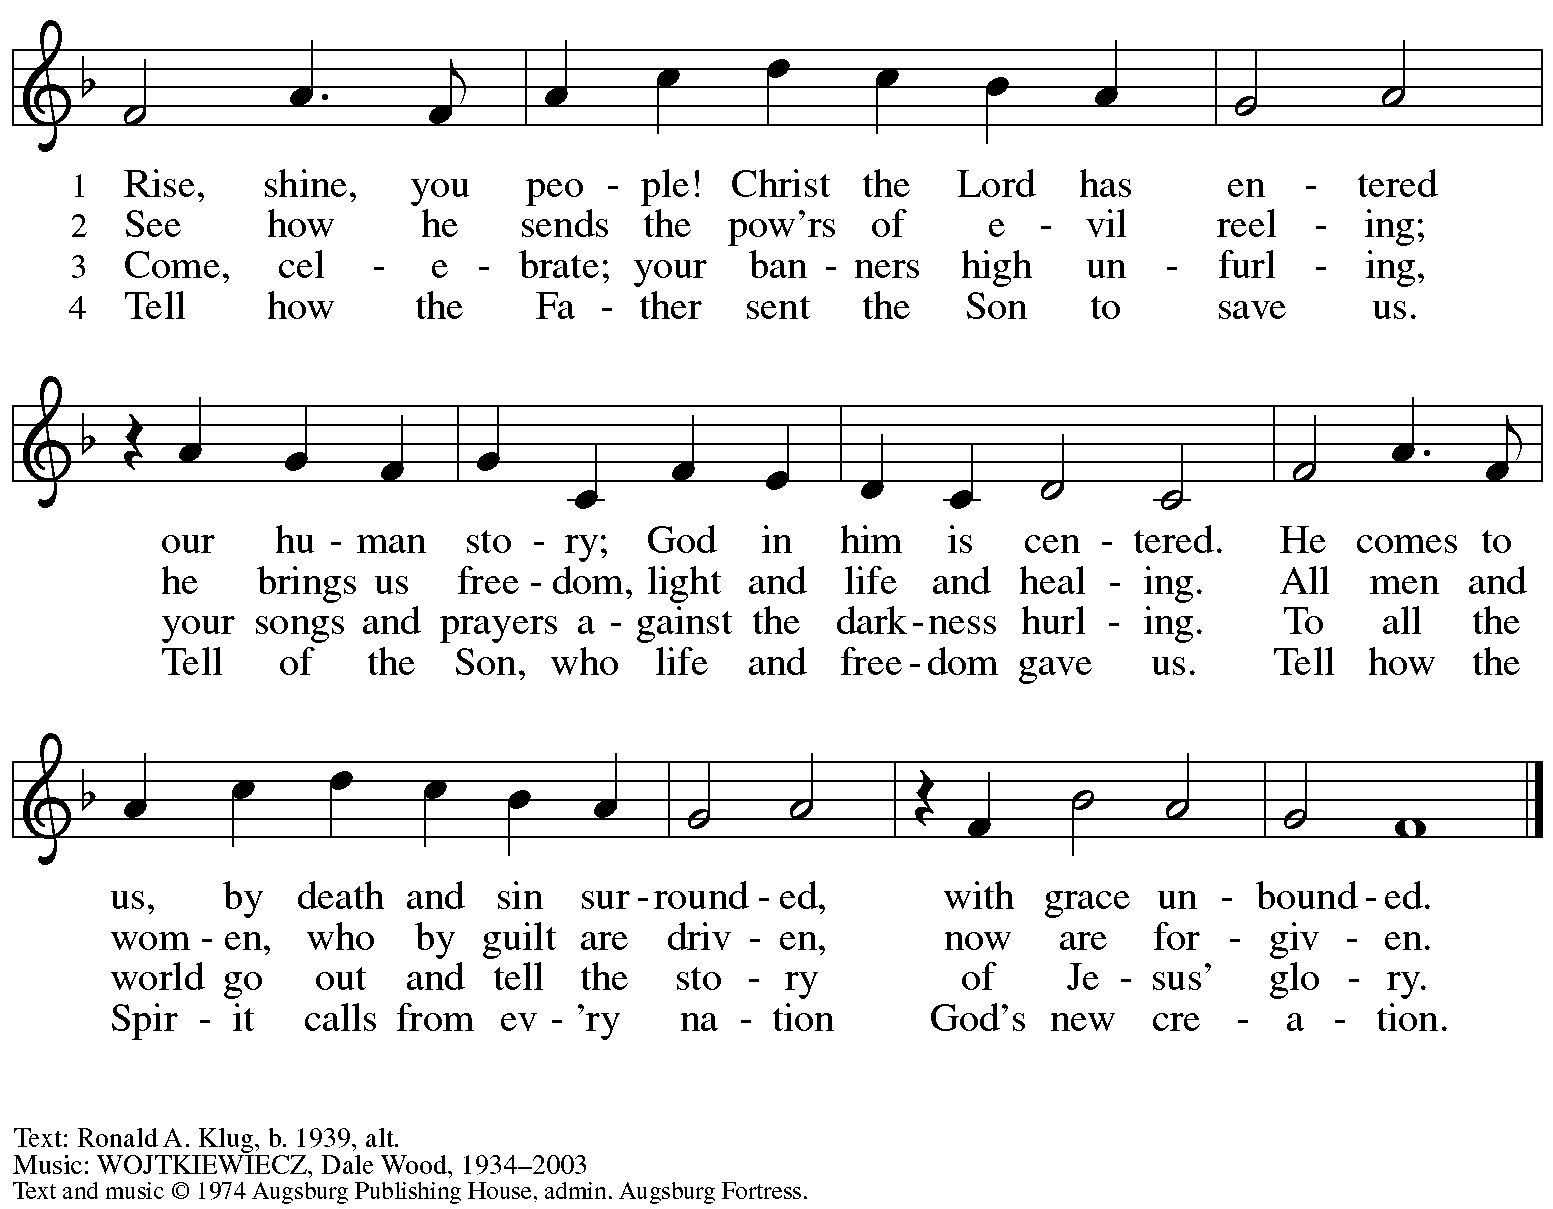 1 Rise, shine, you peo - ple! Christ the Lord has en - tered
2 See how he sends the pow'rs of e - vil reel - ing;
3 Come, cel - e - brate; your ban - ners high un - furl - ing,
4 Tell how the Fa - ther sent the Son to save us.
our hu - man sto - ry; God in him is cen - tered. He comes to
he brings us free - dom, light and life and heal - ing. All men and
your songs and prayers a - gainst the dark - ness hurl - ing. To all the
Tell of the Son, who life and free - dom gave us. Tell how the
us, by death and sin sur - round - ed, with grace un - bound - ed.
wom - en, who by guilt are driv - en, now are for - giv - en.
world go out and tell the sto - ry of Je - sus' glo - ry.
Spir - it calls from ev - 'ry na - tion God's new cre - a - tion.
Text: Ronald A. Klug, b. 1939, alt.
Music: WOJTKIEWIECZ, Dale Wood, 1934–2003
Text and music © 1974 Augsburg Publishing House, admin. Augsburg Fortress.